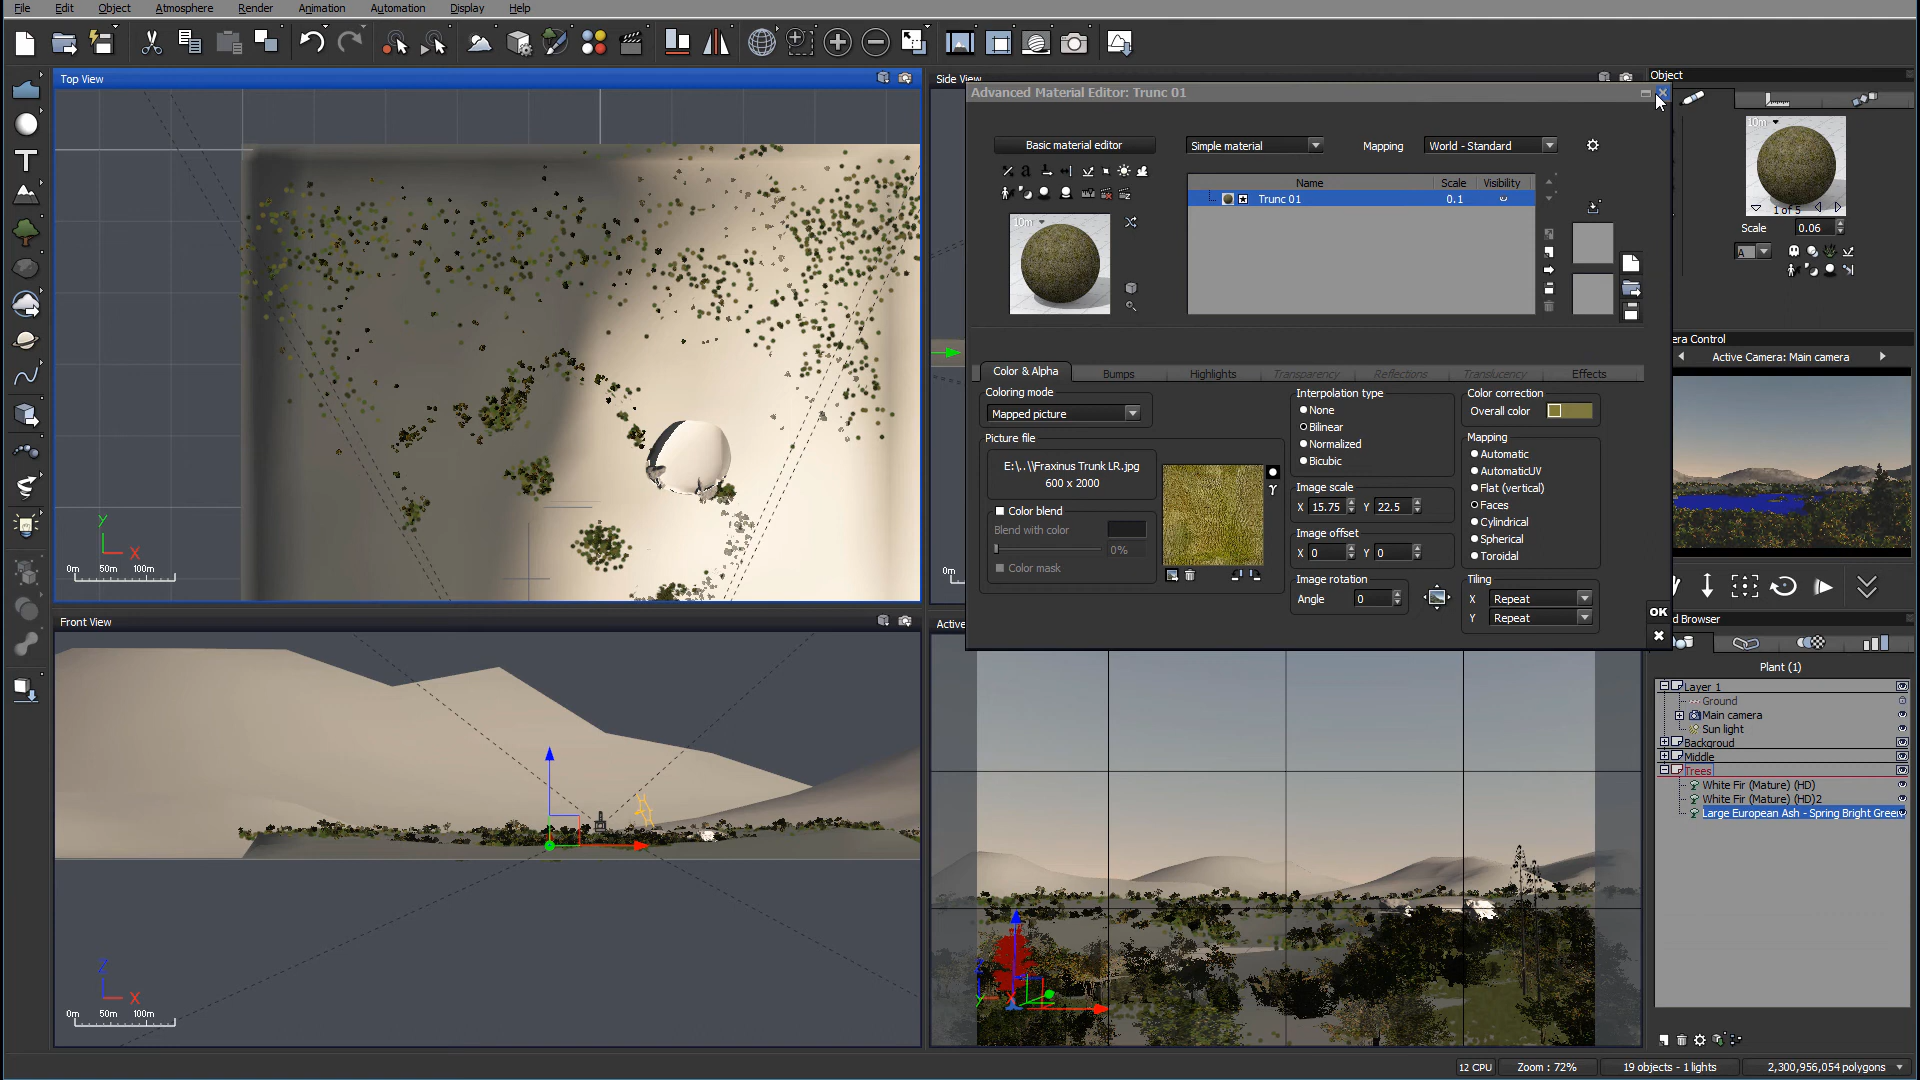 File Edit Object Atmosphere Render Animation Automation Display Help
Top View
Side View
Object
Advanced Material Editor: Trunc 01
Basic material editor
Simple material
Mapping
World - Standard
Name Scale Visibility
Trunc 01 0.1
10m
10m
1 of 5
Scale 0.06
A
Color & Alpha Bumps Highlights Transparency Reflections Translucency Effects
Coloring mode
Mapped picture
Picture file
E:\..\\Fraxinus Trunk LR.jpg
600 x 2000
Color blend
Blend with color
0%
Color mask
Interpolation type
None
Bilinear
Normalized
Bicubic
Image scale
X 15.75 Y 22.5
Image offset
X 0 Y 0
Image rotation
Angle 0
Color correction
Overall color
Mapping
Automatic
AutomaticUV
Flat (vertical)
Faces
Cylindrical
Spherical
Toroidal
Tiling
X Repeat
Y Repeat
OK
era Control
Active Camera: Main camera
d Browser
Plant (1)
Layer 1
Ground
Main camera
Sun light
Backgroud
Middle
Trees
White Fir (Mature) (HD)
White Fir (Mature) (HD)2
Large European Ash - Spring Bright Green
Y
X
0m 50m 100m
0m
Front View
Active
Z
X
0m 50m 100m
12 CPU Zoom : 72% 19 objects - 1 lights 2,300,956,054 polygons